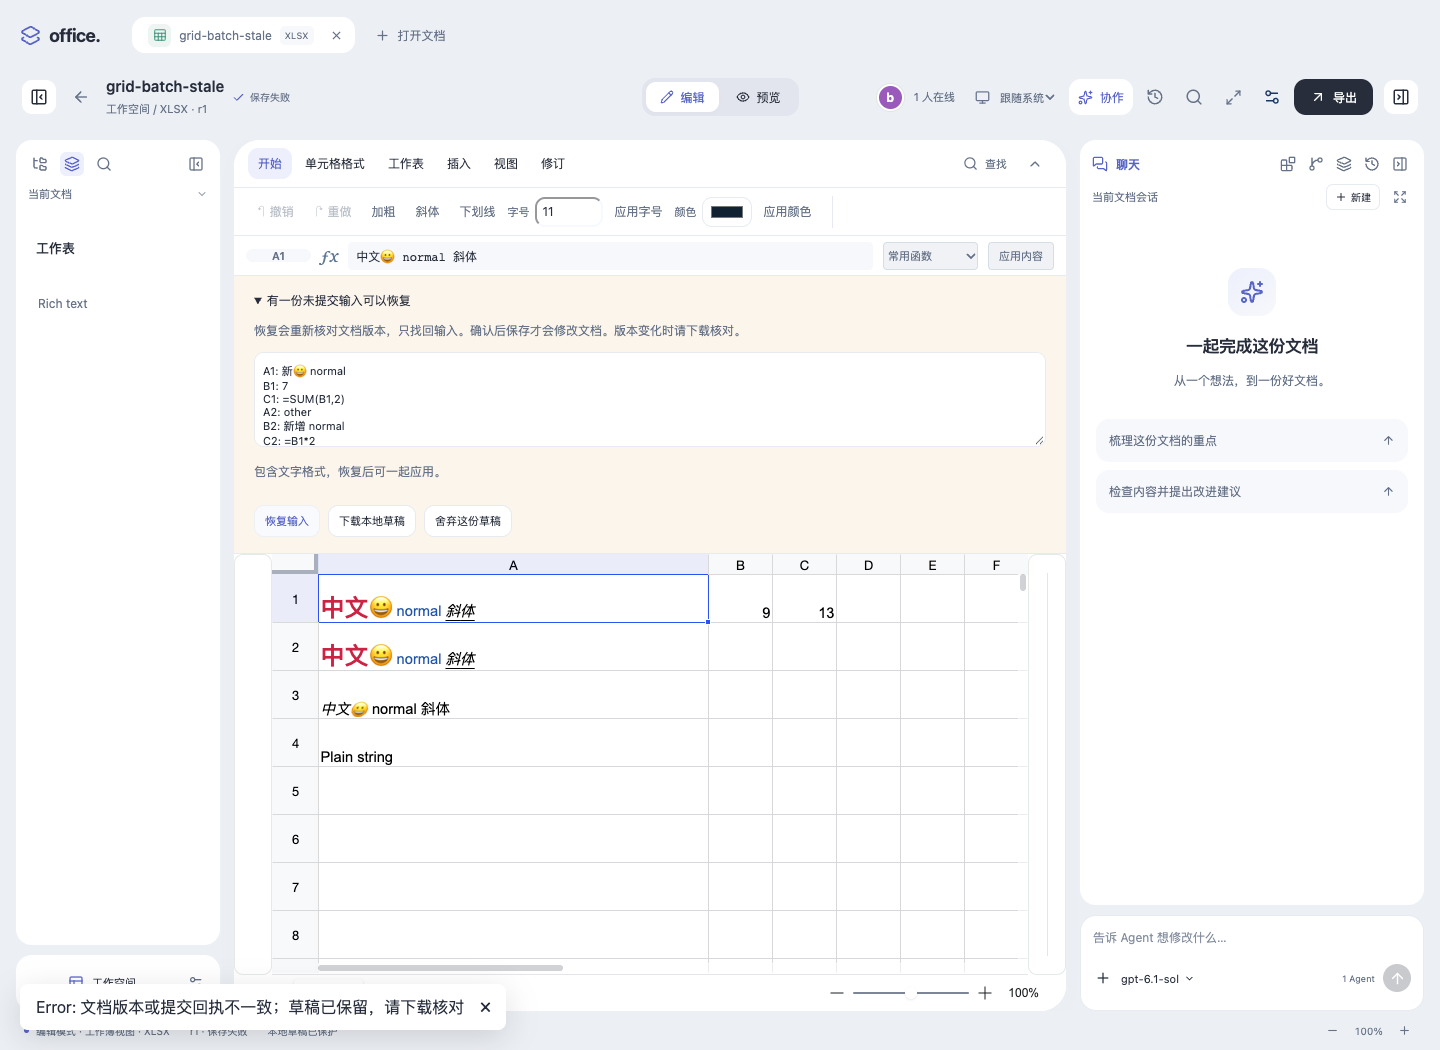 office.
grid-batch-stale XLSX
打开文档
grid-batch-stale
工作空间 / XLSX · r1
保存失败
编辑
预览
b
1 人在线
跟随系统
协作
导出
当前文档
工作表
Rich text
开始 单元格格式 工作表 插入 视图 修订
查找
撤销 重做 加粗 斜体 下划线 字号 11 应用字号 颜色 应用颜色
A1 fx 中文😀 normal 斜体
常用函数
应用内容
▼ 有一份未提交输入可以恢复
恢复会重新核对文档版本，只找回输入。确认后保存才会修改文档。版本变化时请下载核对。
A1: 新😀 normal
B1: 7
C1: =SUM(B1,2)
A2: other
B2: 新增 normal
C2: =B1*2
包含文字格式，恢复后可一起应用。
恢复输入 下载本地草稿 舍弃这份草稿
A B C D E F
1 中文😀 normal 斜体 9 13
2 中文😀 normal 斜体
3 中文😀 normal 斜体
4 Plain string
5
6
7
8
100%
聊天
当前文档会话
新建
一起完成这份文档
从一个想法，到一份好文档。
梳理这份文档的重点
检查内容并提出改进建议
告诉 Agent 想修改什么...
gpt-6.1-sol
1 Agent
工作空间
Error: 文档版本或提交回执不一致；草稿已保留，请下载核对
100%